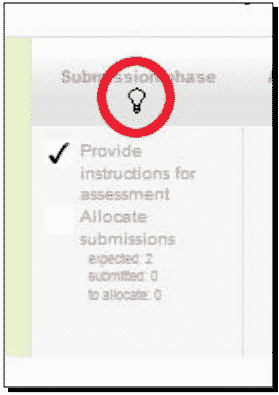 Submission phase
Provide
instructions for
assessment
Allocate
submissions
expected: 2
submitted: 0
to allocate: 0